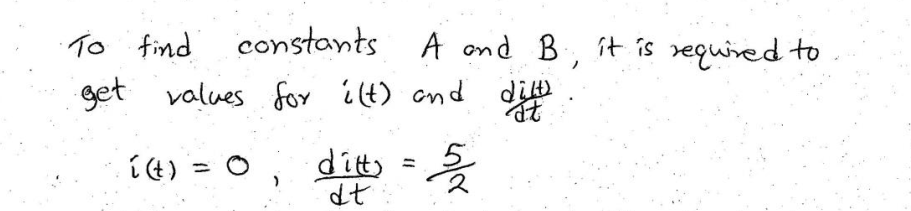 To find constants A and B, it is required to
get values for i(t) and di(t)/dt.
i(t) = 0, di(t)/dt = 5/2